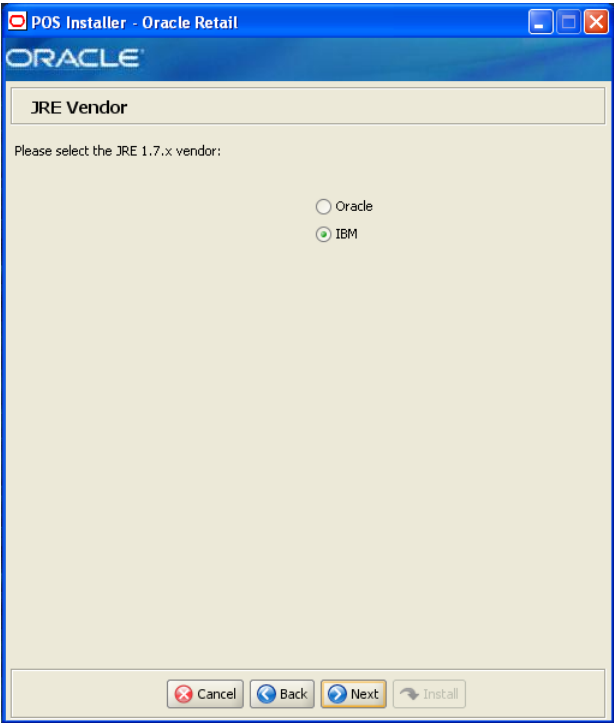 POS Installer - Oracle Retail
ORACLE
JRE Vendor
Please select the JRE 1.7.x vendor:
Oracle
IBM
Cancel Back Next Install